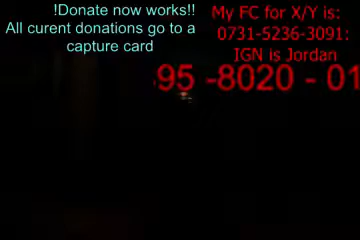 !Donate now works!!
All curent donations go to a
capture card
My FC for X/Y is:
0731-5236-3091:
IGN is Jordan
95 -8020 - 01